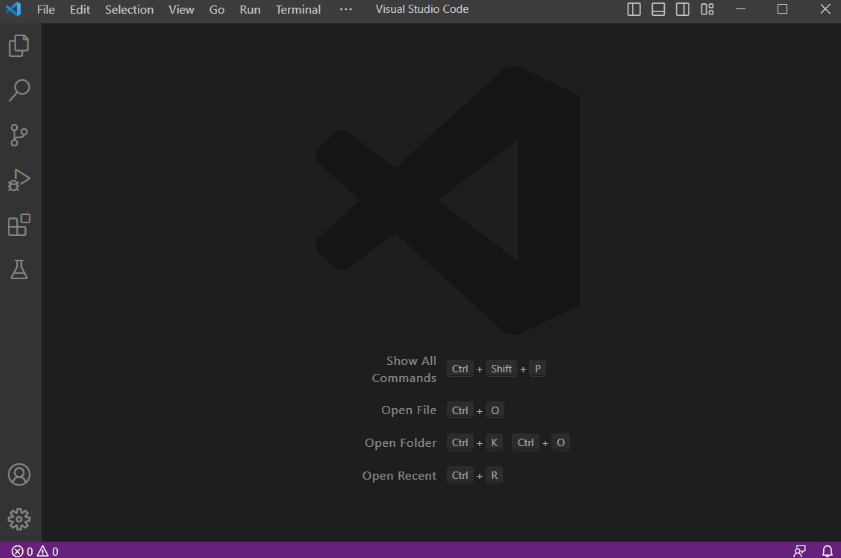 File Edit Selection View Go Run Terminal ··· Visual Studio Code
Show All
Commands Ctrl + Shift + P
Open File Ctrl + O
Open Folder Ctrl + K Ctrl + O
Open Recent Ctrl + R
0 0